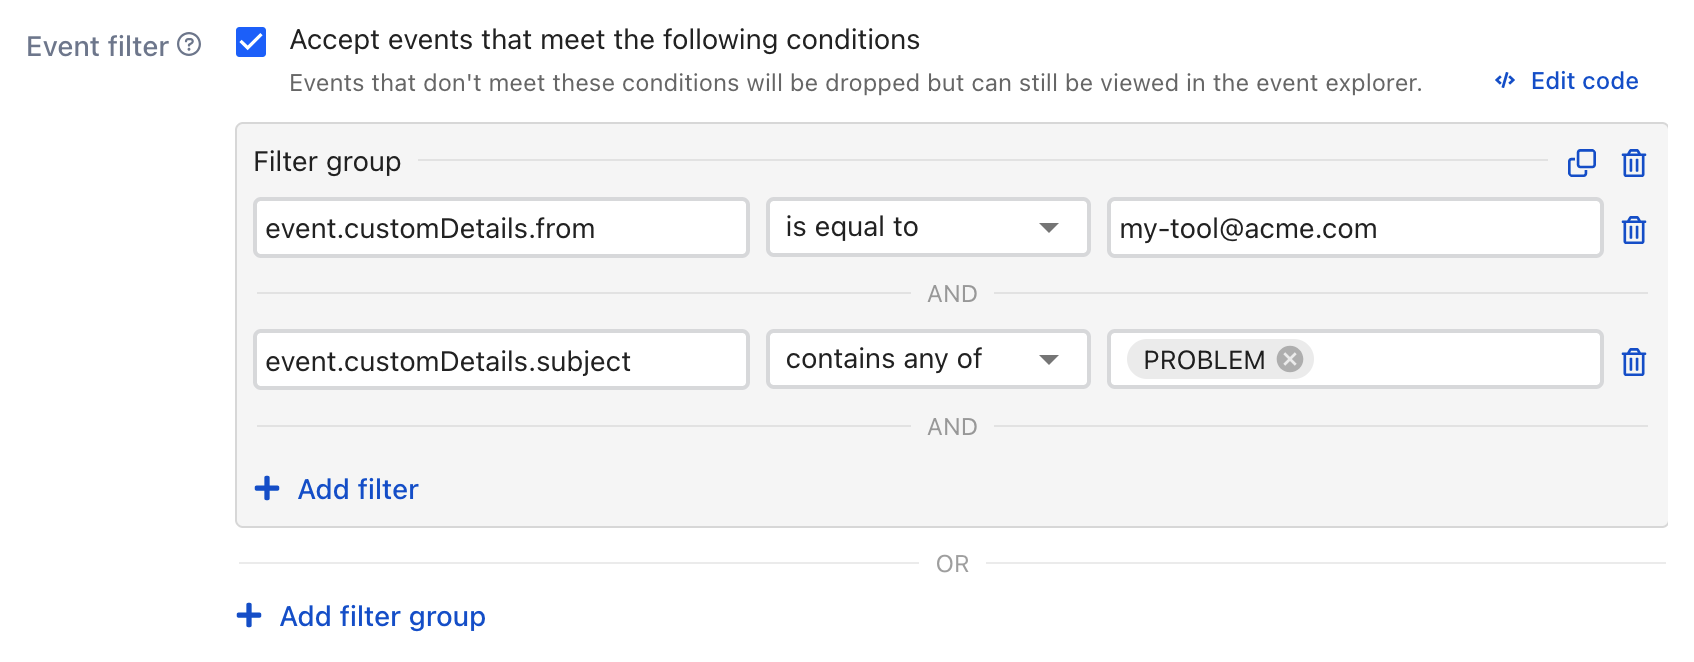 Event filter
Accept events that meet the following conditions
Events that don't meet these conditions will be dropped but can still be viewed in the event explorer.
Edit code
Filter group
event.customDetails.from is equal to my-tool@acme.com
AND
event.customDetails.subject contains any of PROBLEM
AND
Add filter
OR
Add filter group